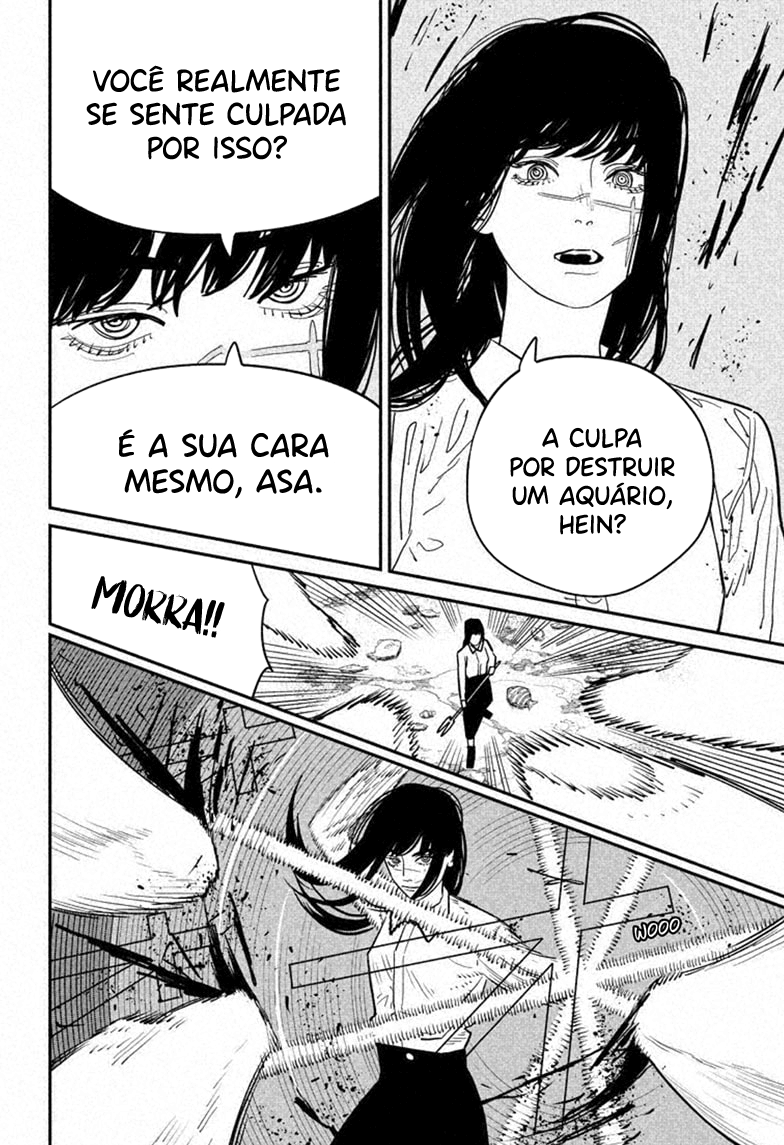 A CULPA
POR DESTRUIR
UM AQUÁRIO,
HEIN?
VOCÊ REALMENTE
SE SENTE CULPADA
POR ISSO?
É A SUA CARA
MESMO, ASA.
MORRA!!
WOOO